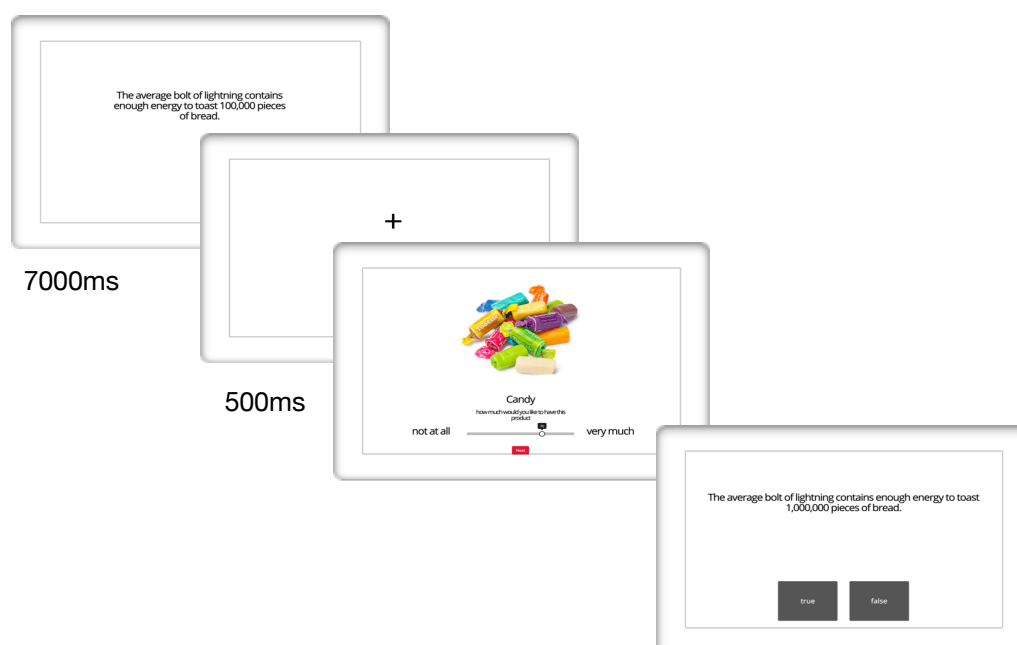 The average bolt of lightning contains
enough energy to toast 100,000 pieces
of bread.
7000ms
+
500ms
Candy
how much would you like to have this
product
not at all
very much
Next
The average bolt of lightning contains enough energy to toast
1,000,000 pieces of bread.
true
false